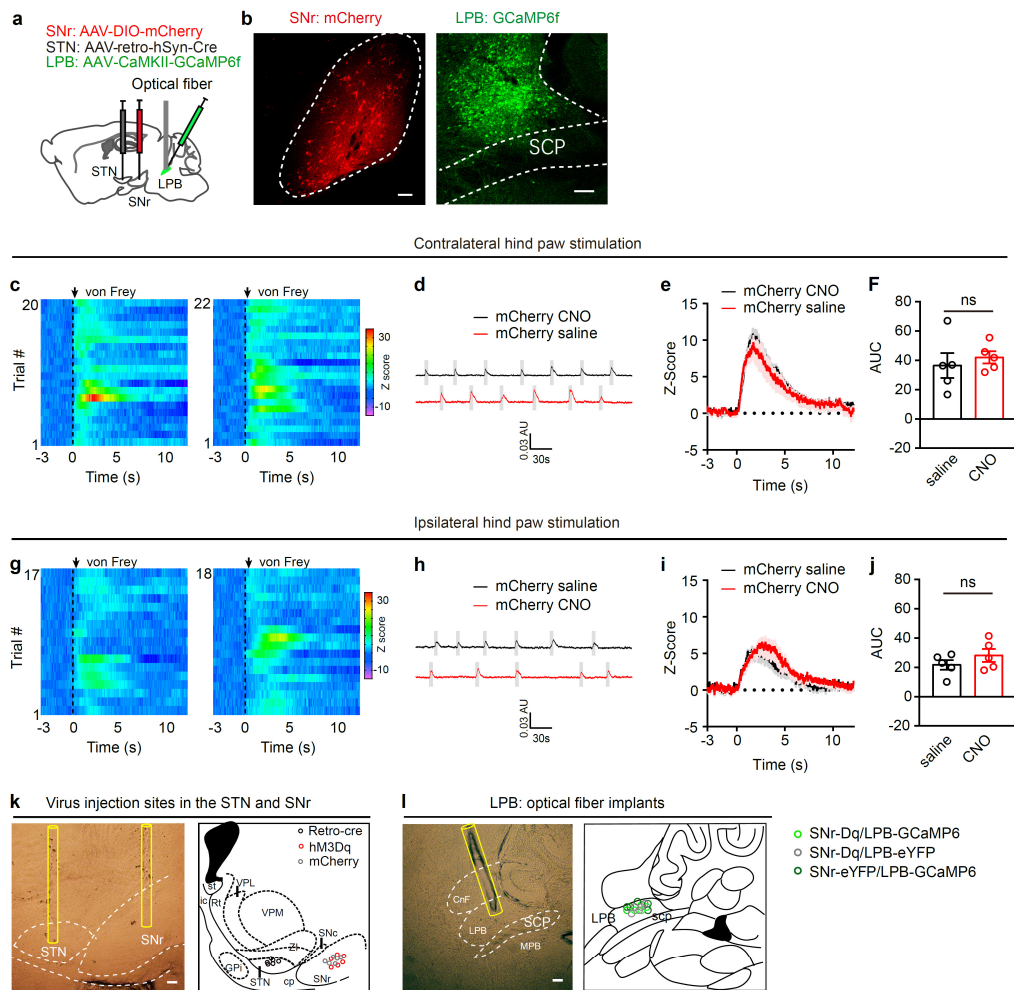 a
SNr: AAV-DIO-mCherry
STN: AAV-retro-hSyn-Cre
LPB: AAV-CaMKII-GCaMP6f
Optical fiber
STN
LPB
SNr
b
SNr: mCherry
LPB: GCaMP6f
SCP
Contralateral hind paw stimulation
c
von Frey
von Frey
20
22
Trial #
1
1
30
Z score
-10
-3 0 5 10
-3 0 5 10
Time (s)
Time (s)
d
mCherry CNO
mCherry saline
0.03 AU
30s
e
mCherry CNO
mCherry saline
Z-Score
15
10
5
0
-5
-3 0 5 10
Time (s)
F
ns
AUC
80
60
40
20
0
-20
saline
CNO
Ipsilateral hind paw stimulation
g
von Frey
von Frey
17
18
Trial #
1
1
30
Z score
-10
-3 0 5 10
-3 0 5 10
Time (s)
Time (s)
h
mCherry saline
mCherry CNO
0.03 AU
30s
i
mCherry saline
mCherry CNO
Z-Score
15
10
5
0
-5
-3 0 5 10
Time (s)
j
ns
AUC
80
60
40
20
0
-20
saline
CNO
k
Virus injection sites in the STN and SNr
STN
SNr
Retro-cre
hM3Dq
mCherry
st
ic
Rt
VPL
VPM
SNc
ZI
GPi
STN
cp
SNr
l
LPB: optical fiber implants
CnF
LPB
SCP
MPB
LPB
scp
SNr-Dq/LPB-GCaMP6
SNr-Dq/LPB-eYFP
SNr-eYFP/LPB-GCaMP6